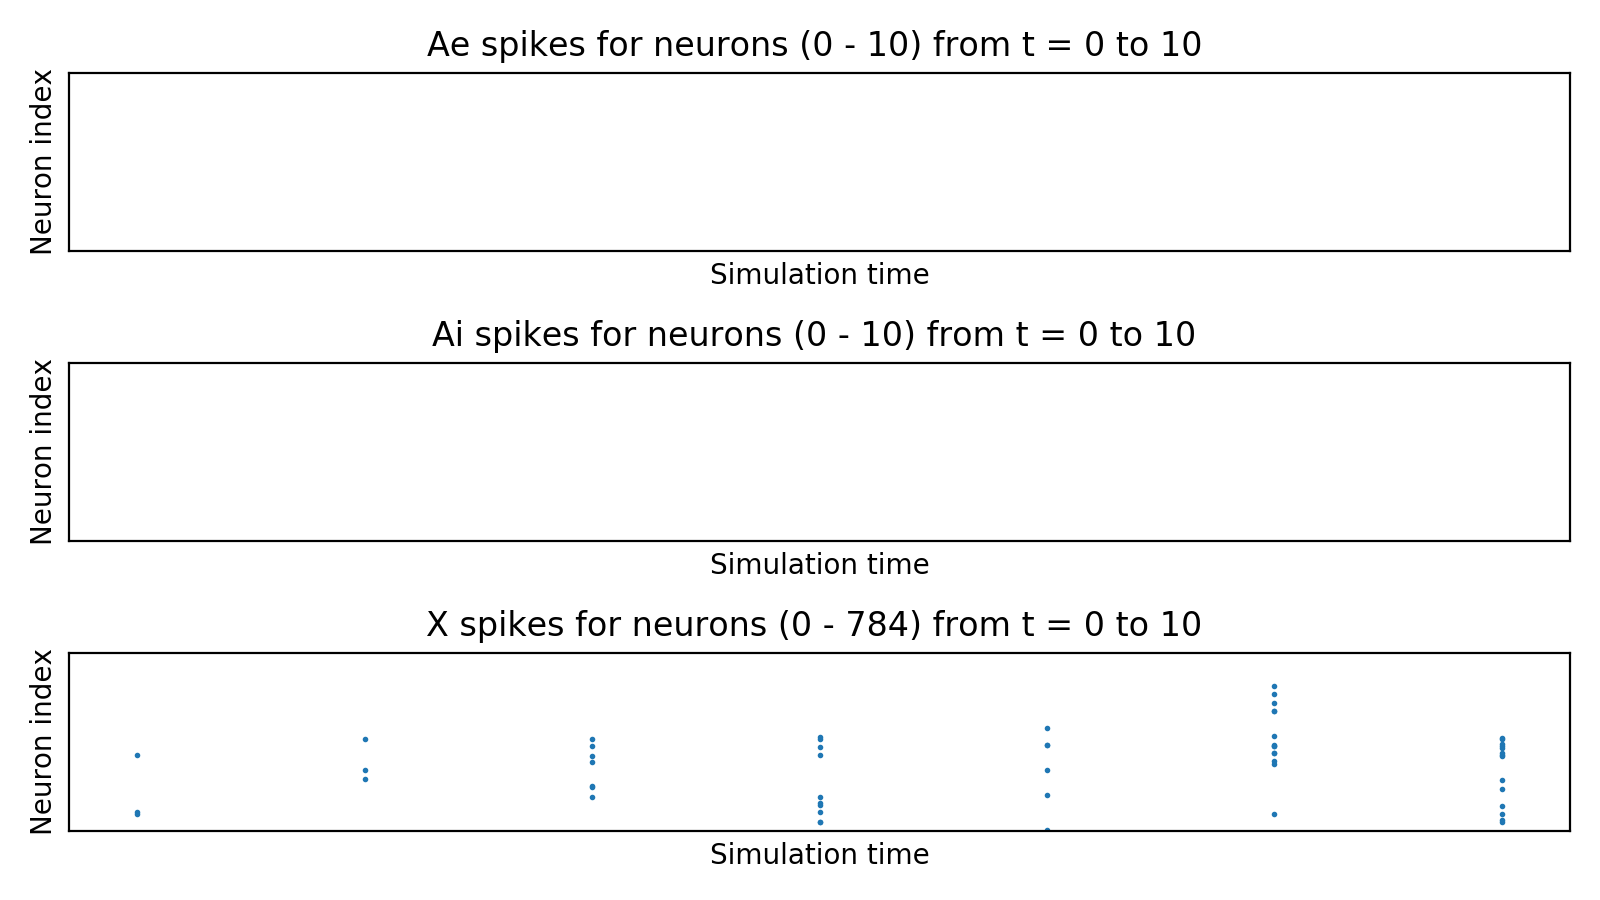 Ae spikes for neurons (0 - 10) from t = 0 to 10
Neuron index
Simulation time
Ai spikes for neurons (0 - 10) from t = 0 to 10
Neuron index
Simulation time
X spikes for neurons (0 - 784) from t = 0 to 10
Neuron index
Simulation time